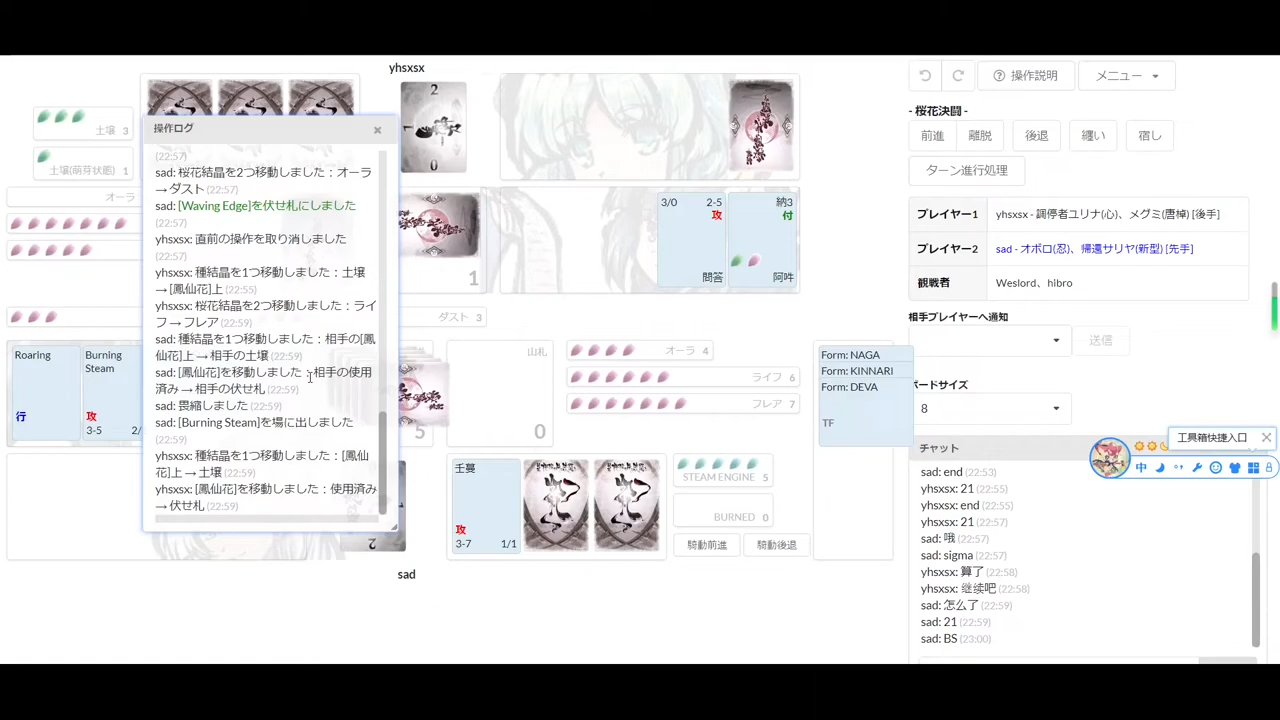 yhsxsx
操作説明
メニュー
- 桜花決闘 -
前進
離脱
後退
纏い
宿し
ターン進行処理
プレイヤー1
yhsxsx - 調停者ユリナ(心)、メグミ(唐棹) [後手]
プレイヤー2
sad - オボロ(忍)、帰還サリヤ(新型) [先手]
観戦者
Weslord、hibro
相手プレイヤーへ通知
送信
ボードサイズ
8
チャット
sad: end (22:53)
yhsxsx: 21 (22:55)
yhsxsx: end (22:55)
yhsxsx: 21 (22:57)
sad: 哦 (22:57)
sad: sigma (22:57)
yhsxsx: 算了 (22:58)
yhsxsx: 继续吧 (22:58)
sad: 怎么了 (22:59)
sad: 21 (22:59)
sad: BS (23:00)
工具箱快捷入口
中
土壌 3
土壌(萌芽状態) 1
オーラ
操作ログ
(22:57)
sad: 桜花結晶を2つ移動しました：オーラ
→ ダスト (22:57)
sad: [Waving Edge]を伏せ札にしました
(22:57)
yhsxsx: 直前の操作を取り消しました
(22:56)
yhsxsx: 種結晶を1つ移動しました：土壌
→ [鳳仙花]上 (22:55)
yhsxsx: 桜花結晶を2つ移動しました：ライ
フ → フレア (22:59)
sad: 種結晶を1つ移動しました：相手の[鳳
仙花]上 → 相手の土壌 (22:59)
sad: [鳳仙花]を移動しました：相手の使用
済み → 相手の伏せ札 (22:59)
sad: 畏縮しました (22:59)
sad: [Burning Steam]を場に出しました
(22:59)
yhsxsx: 種結晶を1つ移動しました：[鳳仙
花]上 → 土壌 (22:59)
yhsxsx: [鳳仙花]を移動しました：使用済み
→ 伏せ札 (22:59)
2
1
0
1
3/0
2-5
攻
問答
納3
付
阿吽
ダスト 3
Roaring
行
Burning
Steam
攻
3-5
2/
5
山札
0
オーラ 4
ライフ 6
フレア 7
Form: NAGA
Form: KINNARI
Form: DEVA
TF
壬蔓
攻
3-7
1/1
STEAM ENGINE 5
BURNED 0
騎動前進
騎動後退
2
sad